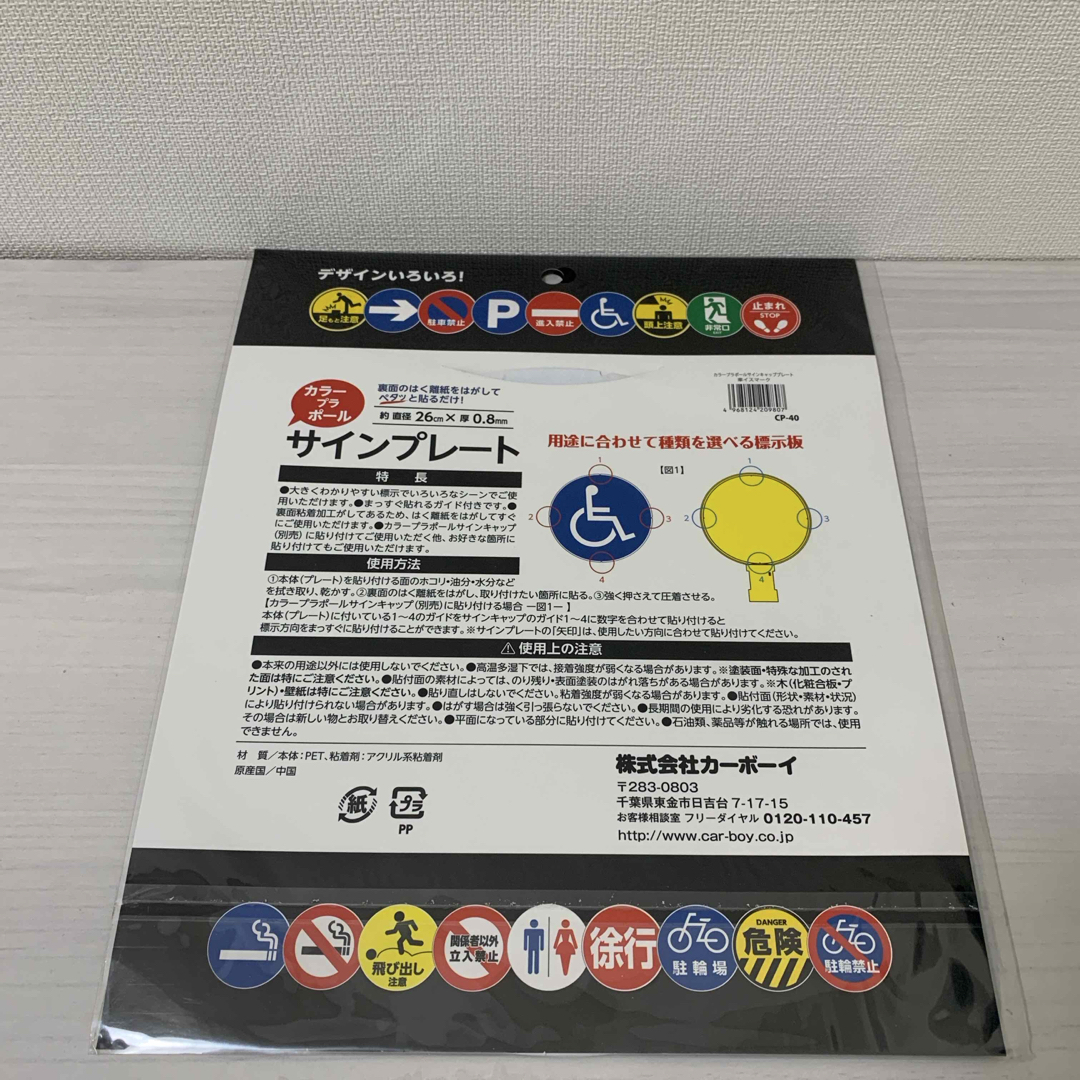 デザインいろいろ!
足もと注意
駐車禁止
P
進入禁止
頭上注意
非常口
EXIT
止まれ
STOP
カラープラポールサインキャッププレート
車イスマーク
4 968124 209807
CP-40
カラー
プラ
ポール
裏面のはく離紙をはがして
ペタッと貼るだけ!
約 直径 26cm × 厚 0.8mm
サインプレート
特長
●大きくわかりやすい標示でいろいろなシーンでご使
用いただけます。●まっすぐ貼れるガイド付きです。●
裏面粘着加工がしてあるため、はく離紙をはがしてすぐ
にご使用いただけます。●カラープラポールサインキャップ
(別売)に貼り付けてご使用いただく他、お好きな箇所に
貼り付けてもご使用いただけます。
用途に合わせて種類を選べる標示板
【図1】
1
2
3
4
1
2
3
4
使用方法
①本体(プレート)を貼り付ける面のホコリ・油分・水分など
を拭き取り、乾かす。②裏面のはく離紙をはがし、取り付けたい箇所に貼る。③強く押さえて圧着させる。
【カラープラポールサインキャップ(別売)に貼り付ける場合 ー図1ー】
本体(プレート)に付いている1〜4のガイドをサインキャップのガイド1〜4に数字を合わせて貼り付けると
標示方向をまっすぐに貼り付けることができます。※サインプレートの「矢印」は、使用したい方向に合わせて貼り付けてください。
⚠ 使用上の注意
●本来の用途以外には使用しないでください。●高温多湿下では、接着強度が弱くなる場合があります。※塗装面・特殊な加工のされ
た面は特にご注意ください。●貼付面の素材によっては、のり残り・表面塗装のはがれ落ちがある場合があります。※木(化粧合板・プ
リント)・壁紙は特にご注意ください。●貼り直しはしないでください。粘着強度が弱くなる場合があります。●貼付面(形状・素材・状況)
により貼り付けられない場合があります。●はがす場合は強く引っ張らないでください。●長期間の使用により劣化する恐れがあります。
その場合は新しい物とお取り替えください。●平面になっている部分に貼り付けてください。●石油類、薬品等が触れる場所では、使用
できません。
材 質/本体:PET、粘着剤:アクリル系粘着剤
原産国/中国
紙
プラ
PP
株式会社カーボーイ
〒283-0803
千葉県東金市日吉台 7-17-15
お客様相談室 フリーダイヤル 0120-110-457
http://www.car-boy.co.jp
飛び出し
注意
関係者以外
立入禁止
徐行
駐輪場
DANGER
危険
駐輪禁止